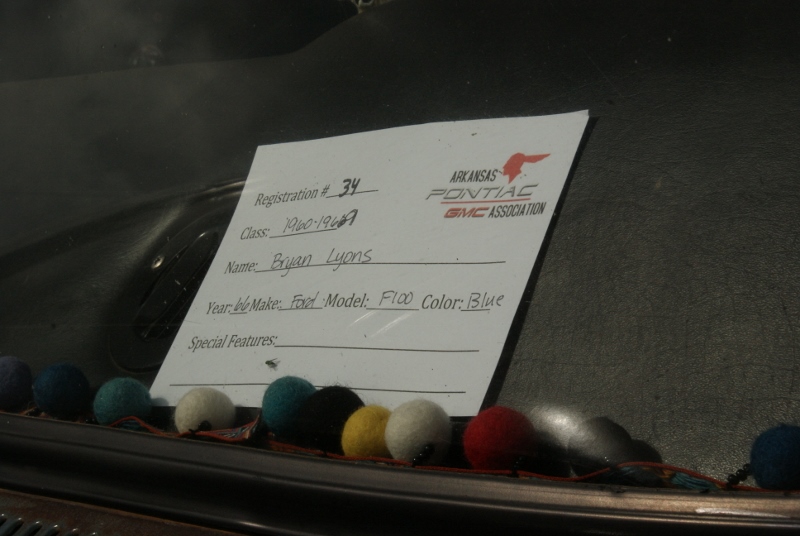 ARKANSAS
PONTIAC
GMC ASSOCIATION
Registration # 34
Class: 1960-1969
Name: Bryan Lyons
Year: 66 Make: Ford Model: F100 Color: Blue
Special Features: